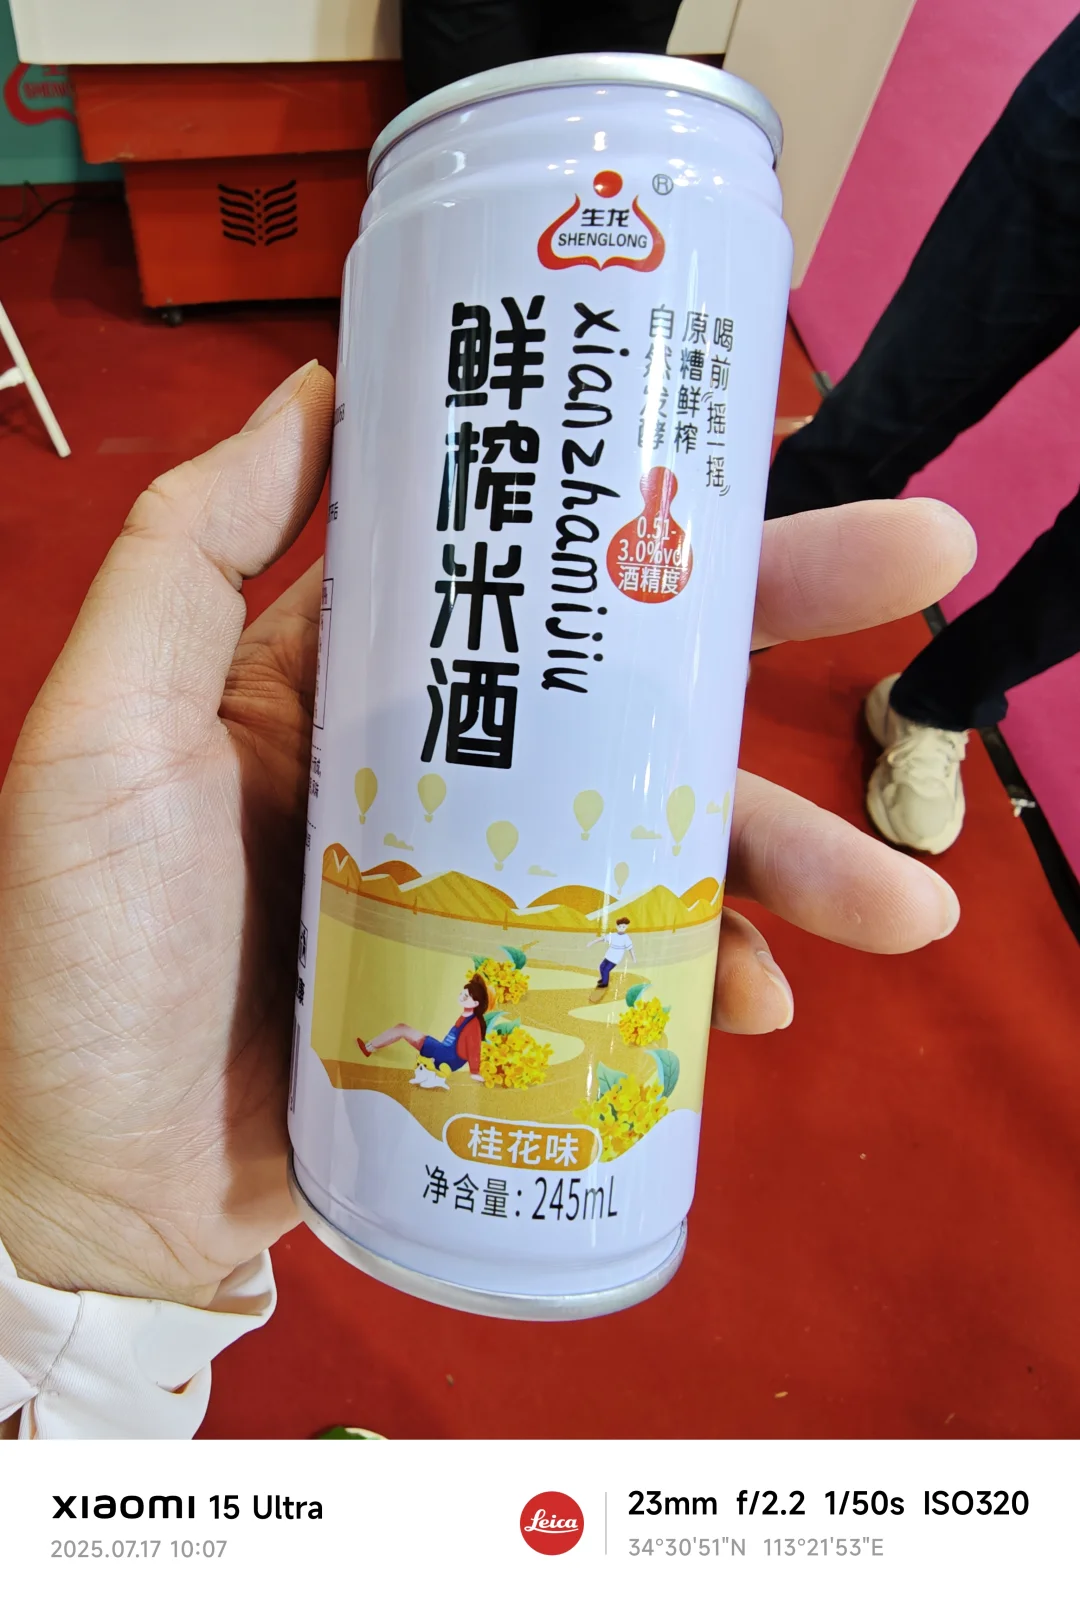 生龙
SHENGLONG
®
鲜榨米酒
xianzhamijiu
喝前摇一摇
原糟鲜榨
自然发酵
0.51-
3.0%vol
酒精度
桂花味
净含量：245mL
XIAOMI 15 Ultra
2025.07.17 10:07
Leica
23mm f/2.2 1/50s ISO320
34°30'51"N 113°21'53"E